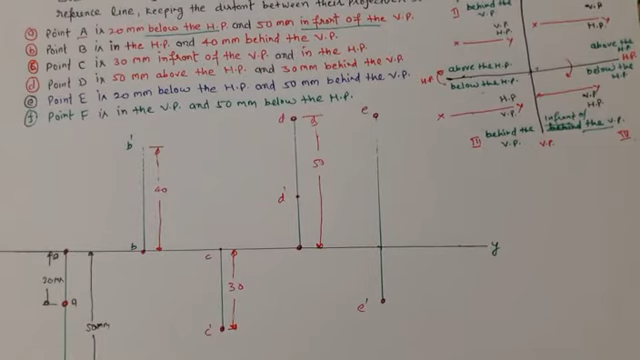 reference line, keeping the distant between their projection
(a) Point A is 20 mm below the H.P. and 50 mm infront of the V.P.
(b) Point B is in the H.P. and 40 mm behind the V.P.
(c) Point C is 30 mm infront of the V.P. and in the H.P.
(d) Point D is 50 mm above the H.P. and 30 mm behind the V.P.
(e) Point E is 20 mm below the H.P. and 50 mm behind the V.P.
(f) Point F is in the V.P. and 50 mm below the H.P.
II behind the V.P.
V.P.
H.P.
x y
V.P.
H.P.
x y
above the H.P.
below the H.P.
H.P.
above the H.P.
H.P.
below the H.P.
x y
H.P.
V.P.
x y
V.P.
H.P.
III behind the V.P.
V.P.
infront of behind the V.P.
IV
b'
40
b
c
30
c'
d
50
d'
e
e'
y
a
50mm